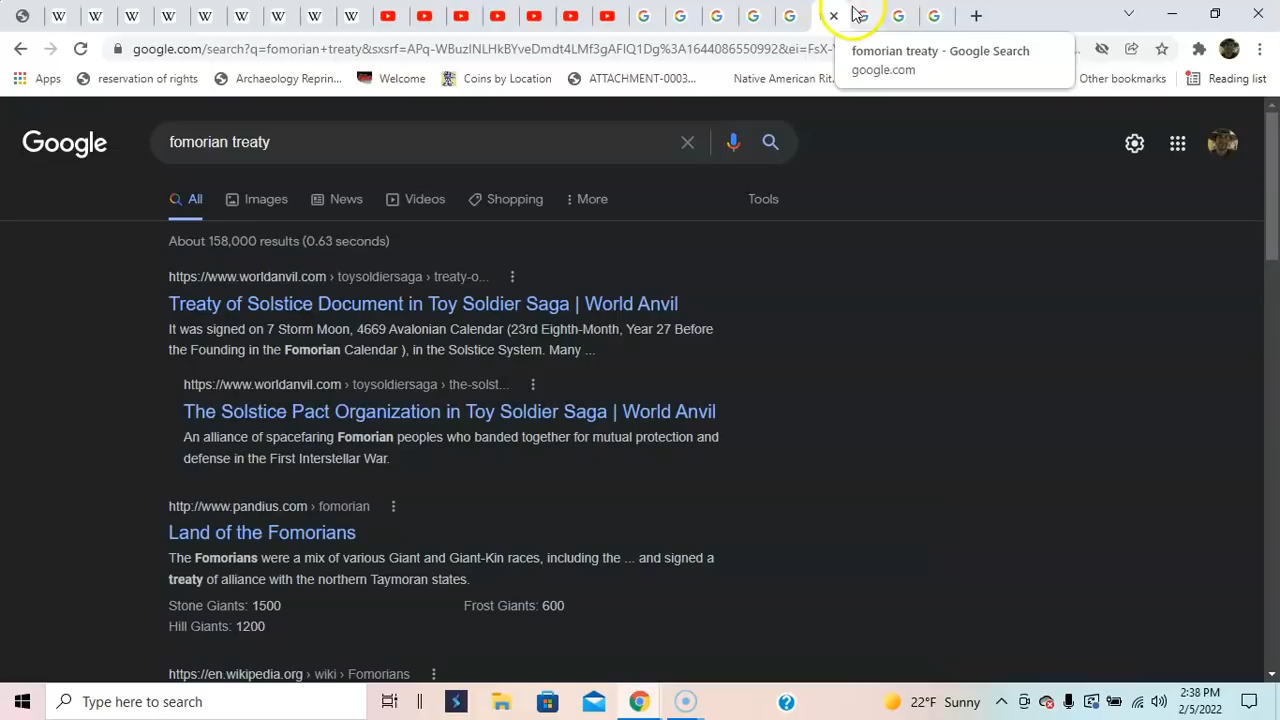 google.com/search?q=fomorian+treaty&sxsrf=APq-WBuzINLHkBYveDmdt4LMf3gAFIQ1Dg%3A1644086550992&ei=FsX-
fomorian treaty - Google Search
google.com
Apps
reservation of rights
Archaeology Reprin...
Welcome
Coins by Location
ATTACHMENT-0003...
Native American Rit
Other bookmarks
Reading list
Google
fomorian treaty
All
Images
News
Videos
Shopping
More
Tools
About 158,000 results (0.63 seconds)
https://www.worldanvil.com › toysoldiersaga › treaty-o...
Treaty of Solstice Document in Toy Soldier Saga | World Anvil
It was signed on 7 Storm Moon, 4669 Avalonian Calendar (23rd Eighth-Month, Year 27 Before
the Founding in the Fomorian Calendar ), in the Solstice System. Many ...
https://www.worldanvil.com › toysoldiersaga › the-solst...
The Solstice Pact Organization in Toy Soldier Saga | World Anvil
An alliance of spacefaring Fomorian peoples who banded together for mutual protection and
defense in the First Interstellar War.
http://www.pandius.com › fomorian
Land of the Fomorians
The Fomorians were a mix of various Giant and Giant-Kin races, including the ... and signed a
treaty of alliance with the northern Taymoran states.
Stone Giants: 1500
Frost Giants: 600
Hill Giants: 1200
https://en.wikipedia.org › wiki › Fomorians
Type here to search
22°F Sunny
2:38 PM
2/5/2022